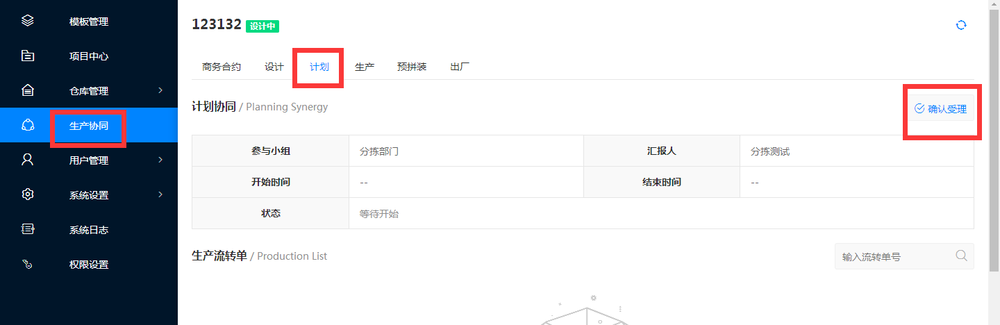 模板管理
项目中心
仓库管理
生产协同
用户管理
系统设置
系统日志
权限设置
123132 设计中
商务合约 设计 计划 生产 预拼装 出厂
计划协同 / Planning Synergy
确认受理
参与小组 分拣部门 汇报人 分拣测试
开始时间 -- 结束时间 --
状态 等待开始
生产流转单 / Production List
输入流转单号